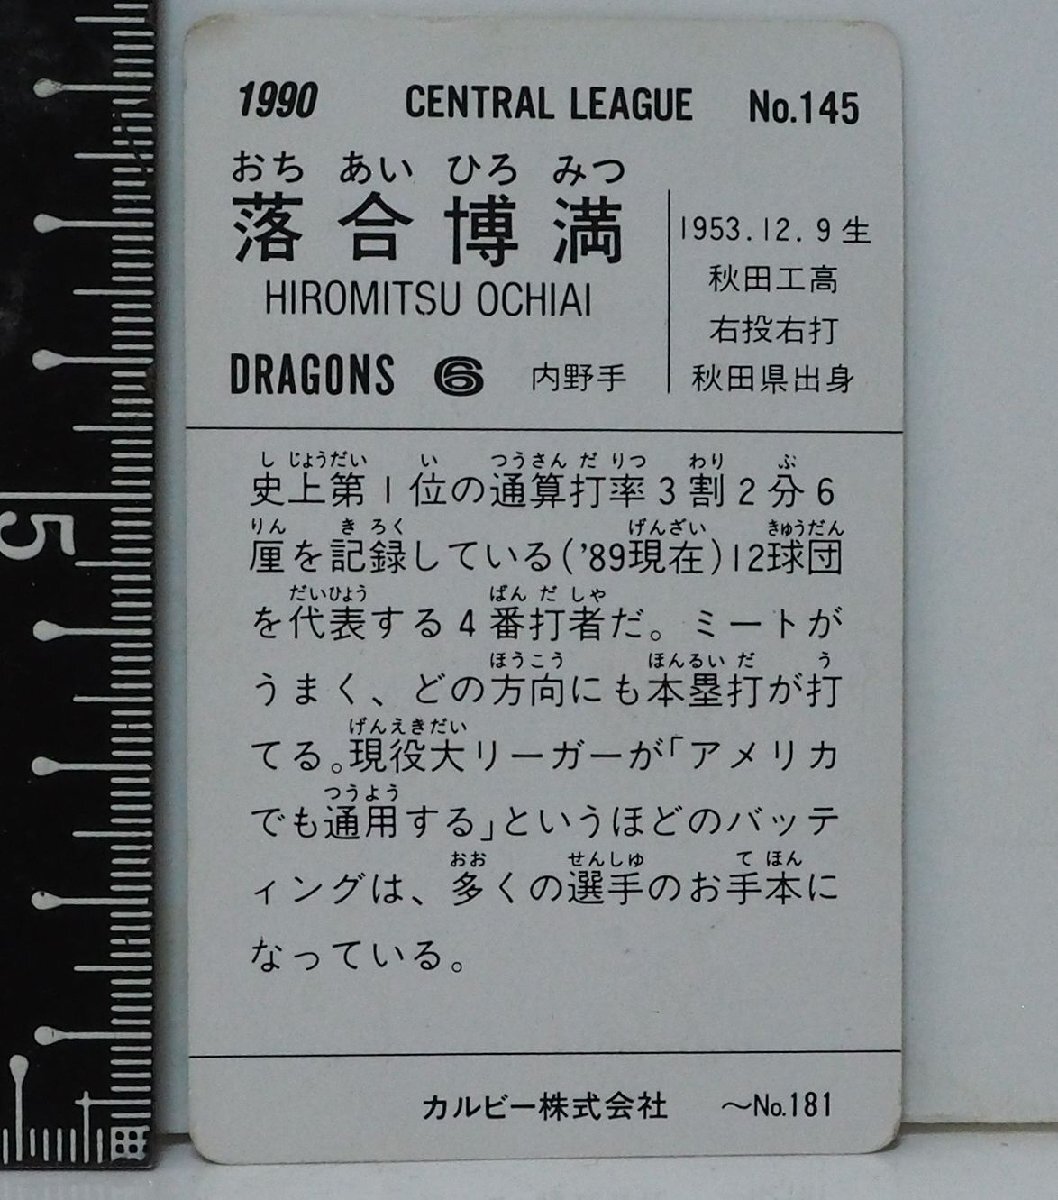 1990 CENTRAL LEAGUE No.145
おち あい ひろ みつ
落合博満
HIROMITSU OCHIAI
DRAGONS 6 内野手
1953.12.9生
秋田工高
右投右打
秋田県出身
し じょうだい い つうさん だ りつ わり ぶ
史上第1位の通算打率3割2分6
りん き ろく げんざい きゅうだん
厘を記録している('89現在)12球団
だいひょう ばん だ しゃ
を代表する4番打者だ。ミートが
ほうこう ほんるい だ う
うまく、どの方向にも本塁打が打
げんえきだい
てる。現役大リーガーが「アメリカ
つうよう
でも通用する」というほどのバッテ
おお せんしゅ て ほん
ィングは、多くの選手のお手本に
なっている。
カルビー株式会社 〜No.181
5